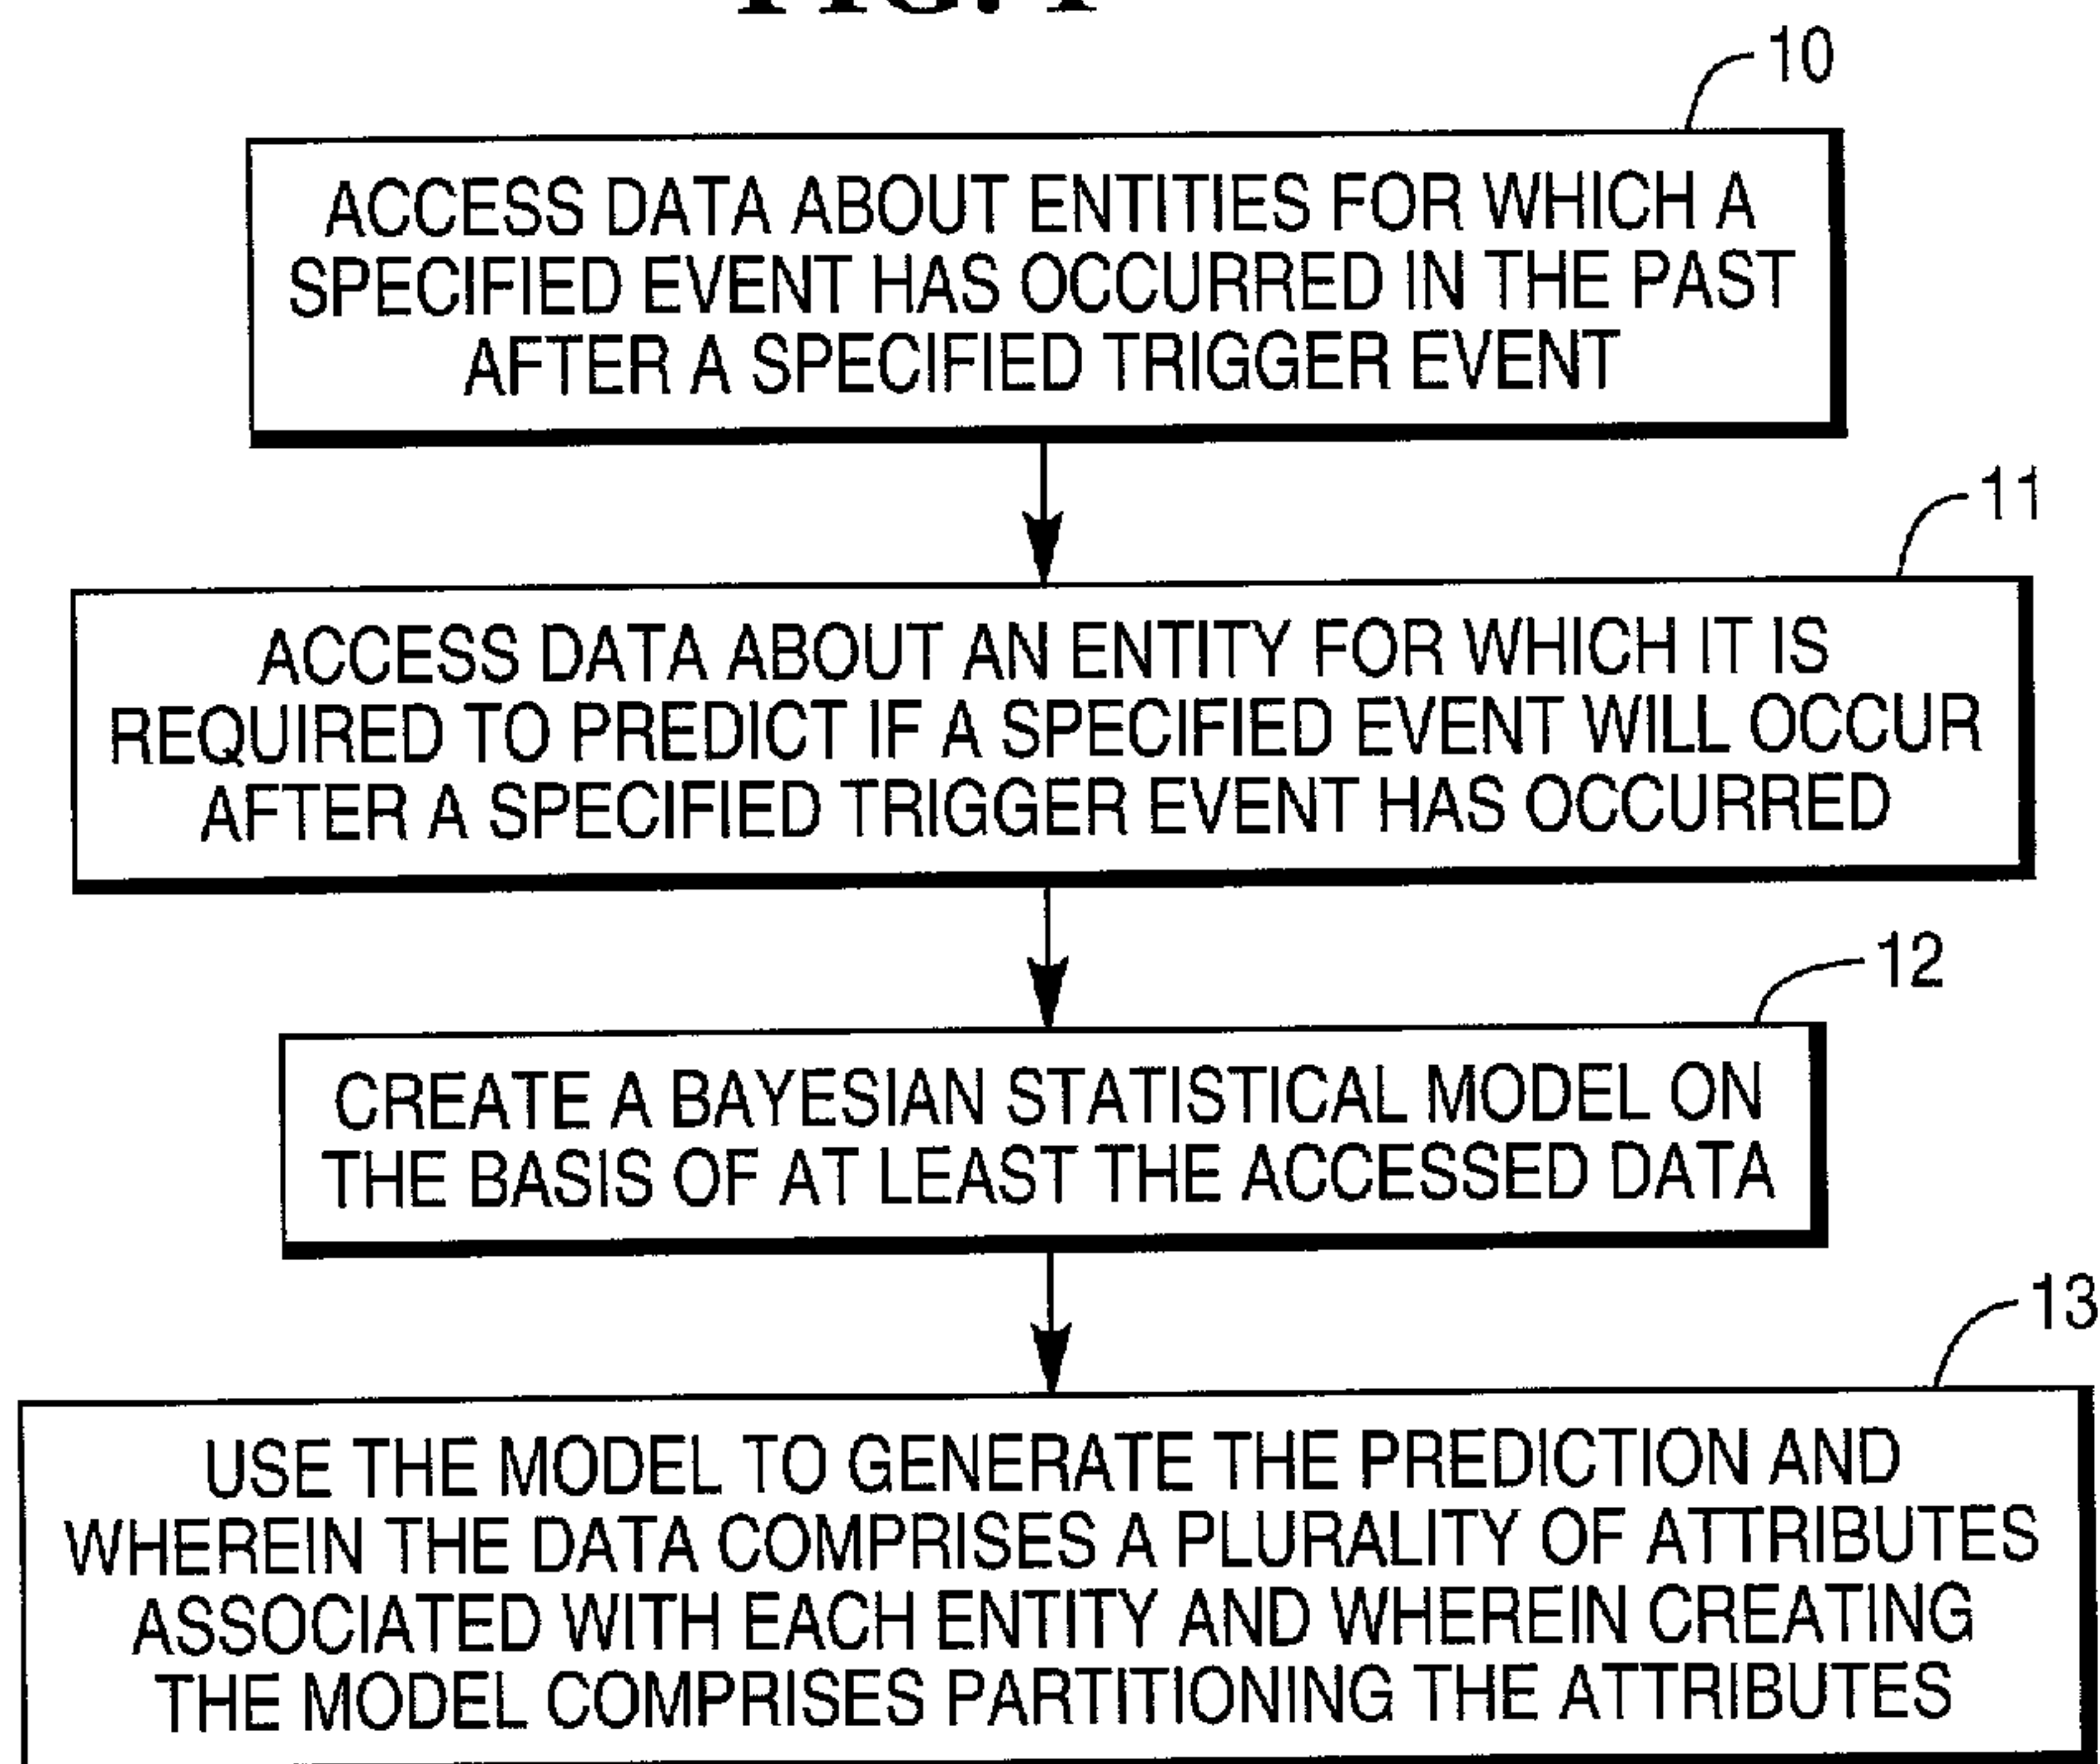 FIG. 1
10
ACCESS DATA ABOUT ENTITIES FOR WHICH A
SPECIFIED EVENT HAS OCCURRED IN THE PAST
AFTER A SPECIFIED TRIGGER EVENT
11
ACCESS DATA ABOUT AN ENTITY FOR WHICH IT IS
REQUIRED TO PREDICT IF A SPECIFIED EVENT WILL OCCUR
AFTER A SPECIFIED TRIGGER EVENT HAS OCCURRED
12
CREATE A BAYESIAN STATISTICAL MODEL ON
THE BASIS OF AT LEAST THE ACCESSED DATA
13
USE THE MODEL TO GENERATE THE PREDICTION AND
WHEREIN THE DATA COMPRISES A PLURALITY OF ATTRIBUTES
ASSOCIATED WITH EACH ENTITY AND WHEREIN CREATING
THE MODEL COMPRISES PARTITIONING THE ATTRIBUTES